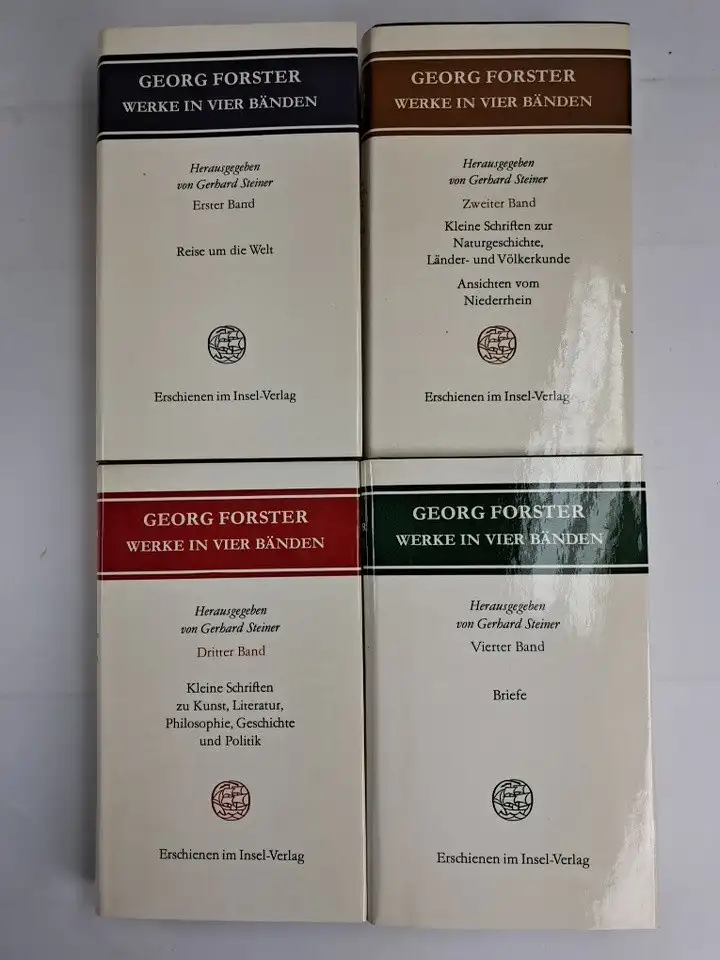 GEORG FORSTER
WERKE IN VIER BÄNDEN
Herausgegeben
von Gerhard Steiner
Erster Band
Reise um die Welt
Erschienen im Insel-Verlag
GEORG FORSTER
WERKE IN VIER BÄNDEN
Herausgegeben
von Gerhard Steiner
Zweiter Band
Kleine Schriften zur
Naturgeschichte,
Länder- und Völkerkunde
Ansichten vom
Niederrhein
Erschienen im Insel-Verlag
GEORG FORSTER
WERKE IN VIER BÄNDEN
Herausgegeben
von Gerhard Steiner
Dritter Band
Kleine Schriften
zu Kunst, Literatur,
Philosophie, Geschichte
und Politik
Erschienen im Insel-Verlag
GEORG FORSTER
WERKE IN VIER BÄNDEN
Herausgegeben
von Gerhard Steiner
Vierter Band
Briefe
Erschienen im Insel-Verlag